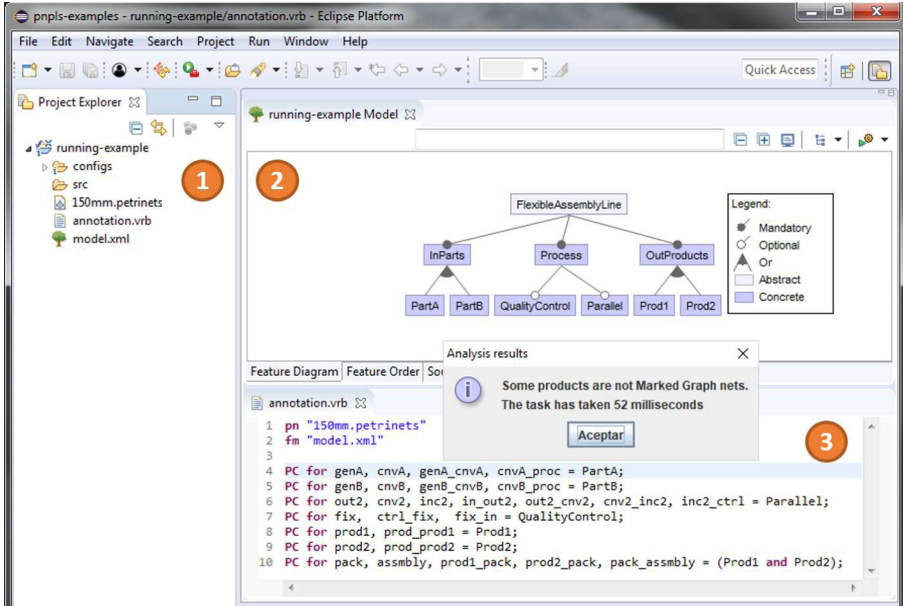 pnpls-examples - running-example/annotation.vrb - Eclipse Platform
File Edit Navigate Search Project Run Window Help
Quick Access
Project Explorer
running-example
configs
src
150mm.petrinets
annotation.vrb
model.xml
1
running-example Model
2
FlexibleAssemblyLine
InParts Process OutProducts
PartA PartB QualityControl Parallel Prod1 Prod2
Legend:
Mandatory
Optional
Or
Abstract
Concrete
Feature Diagram Feature Order
Analysis results
Some products are not Marked Graph nets.
The task has taken 52 milliseconds
Aceptar
annotation.vrb
3
1 pn "150mm.petrinets"
2 fm "model.xml"
3
4 PC for genA, cnvA, genA_cnvA, cnvA_proc = PartA;
5 PC for genB, cnvB, genB_cnvB, cnvB_proc = PartB;
6 PC for out2, cnv2, inc2, in_out2, out2_cnv2, cnv2_inc2, inc2_ctrl = Parallel;
7 PC for fix, ctrl_fix, fix_in = QualityControl;
8 PC for prod1, prod_prod1 = Prod1;
9 PC for prod2, prod_prod2 = Prod2;
10 PC for pack, assmbly, prod1_pack, prod2_pack, pack_assmbly = (Prod1 and Prod2);